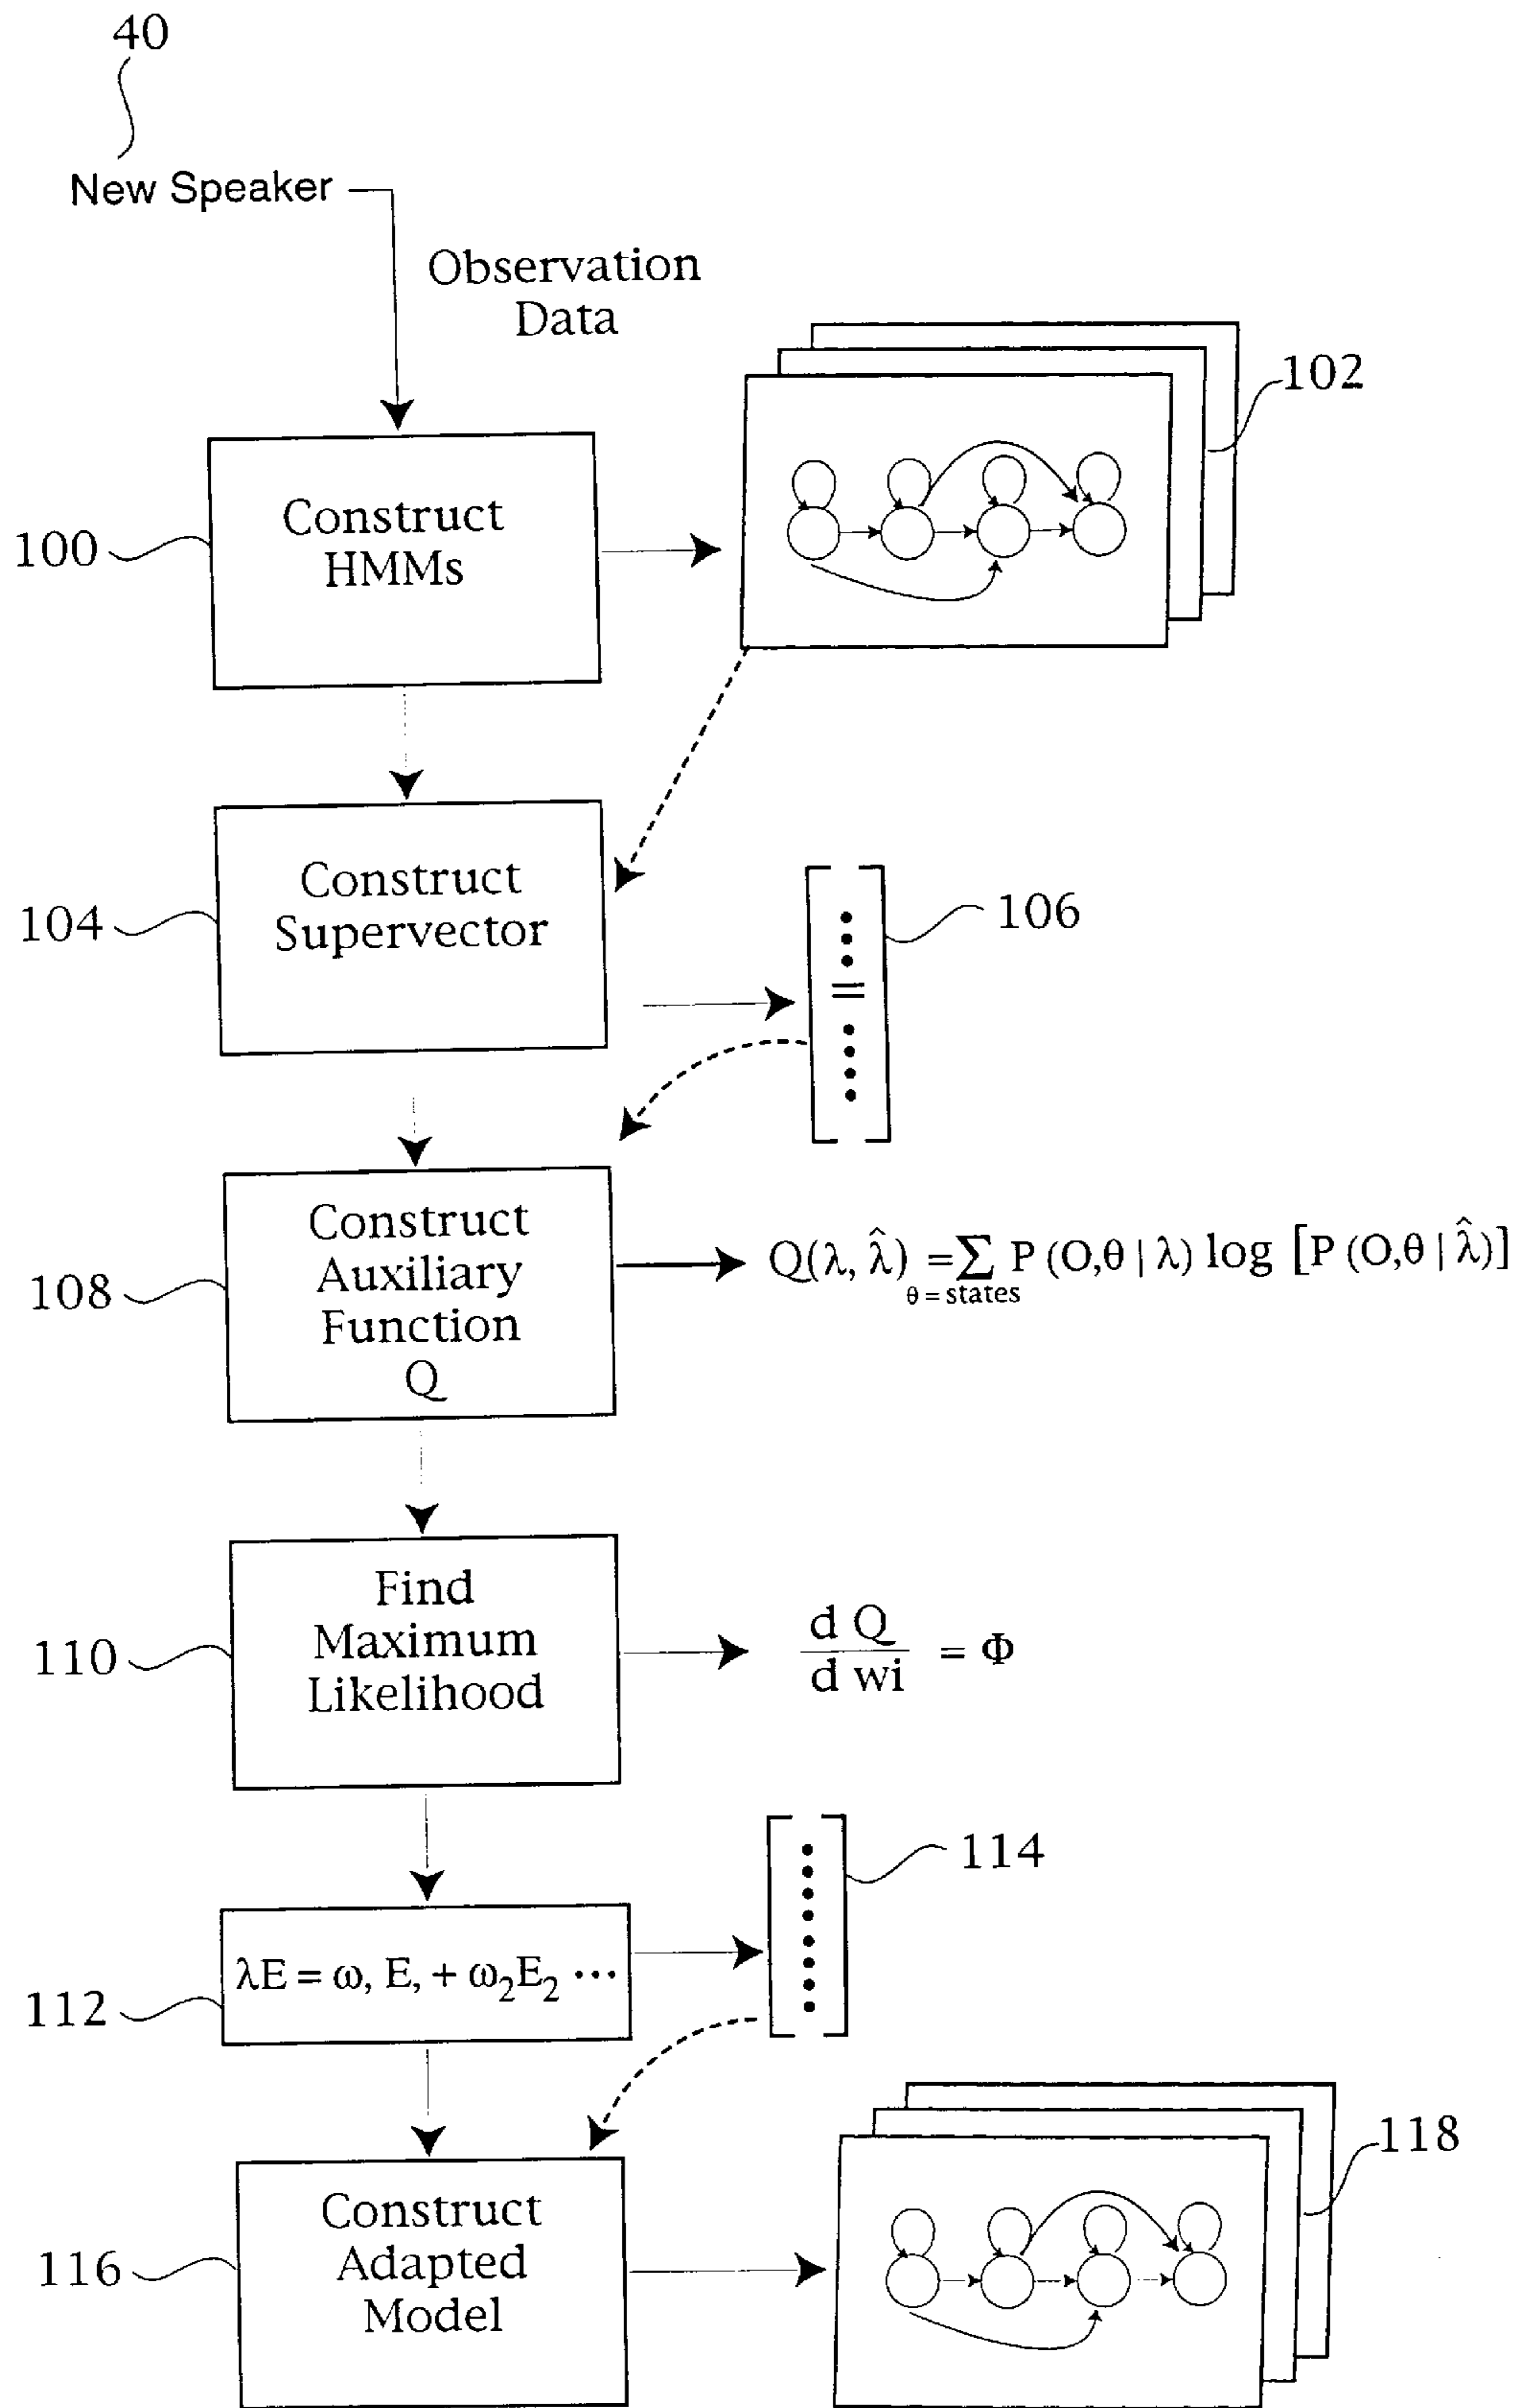 40
New Speaker
Observation
Data
102
100
Construct
HMMs
104
Construct
Supervector
106
108
Construct
Auxiliary
Function
Q
Q(λ, λ̂) = ∑ P (O,θ | λ) log [P (O,θ | λ̂)]
θ = states
110
Find
Maximum
Likelihood
d Q
d wi
= Φ
114
112
λE = ω, E, + ω₂E₂ ···
118
116
Construct
Adapted
Model